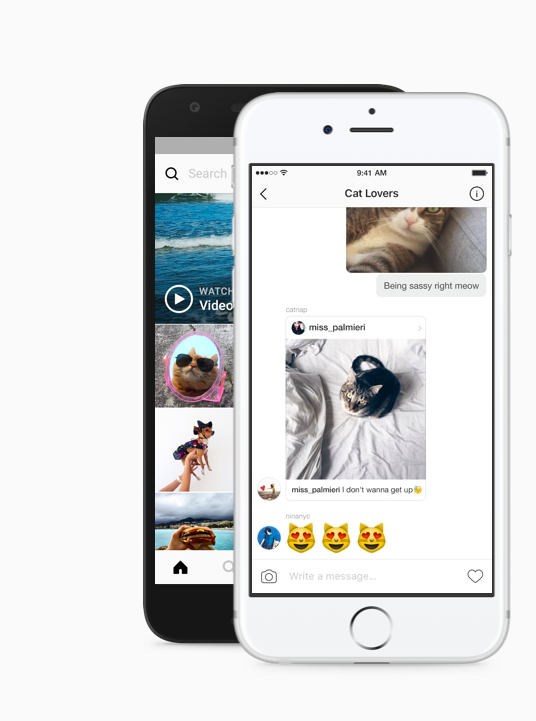 Search
WATCH
Video
9:41 AM
Cat Lovers
Being sassy right meow
catnap
miss_palmieri
miss_palmieri I don't wanna get up😼
ninanyc
😻 😻 😻
Write a message...